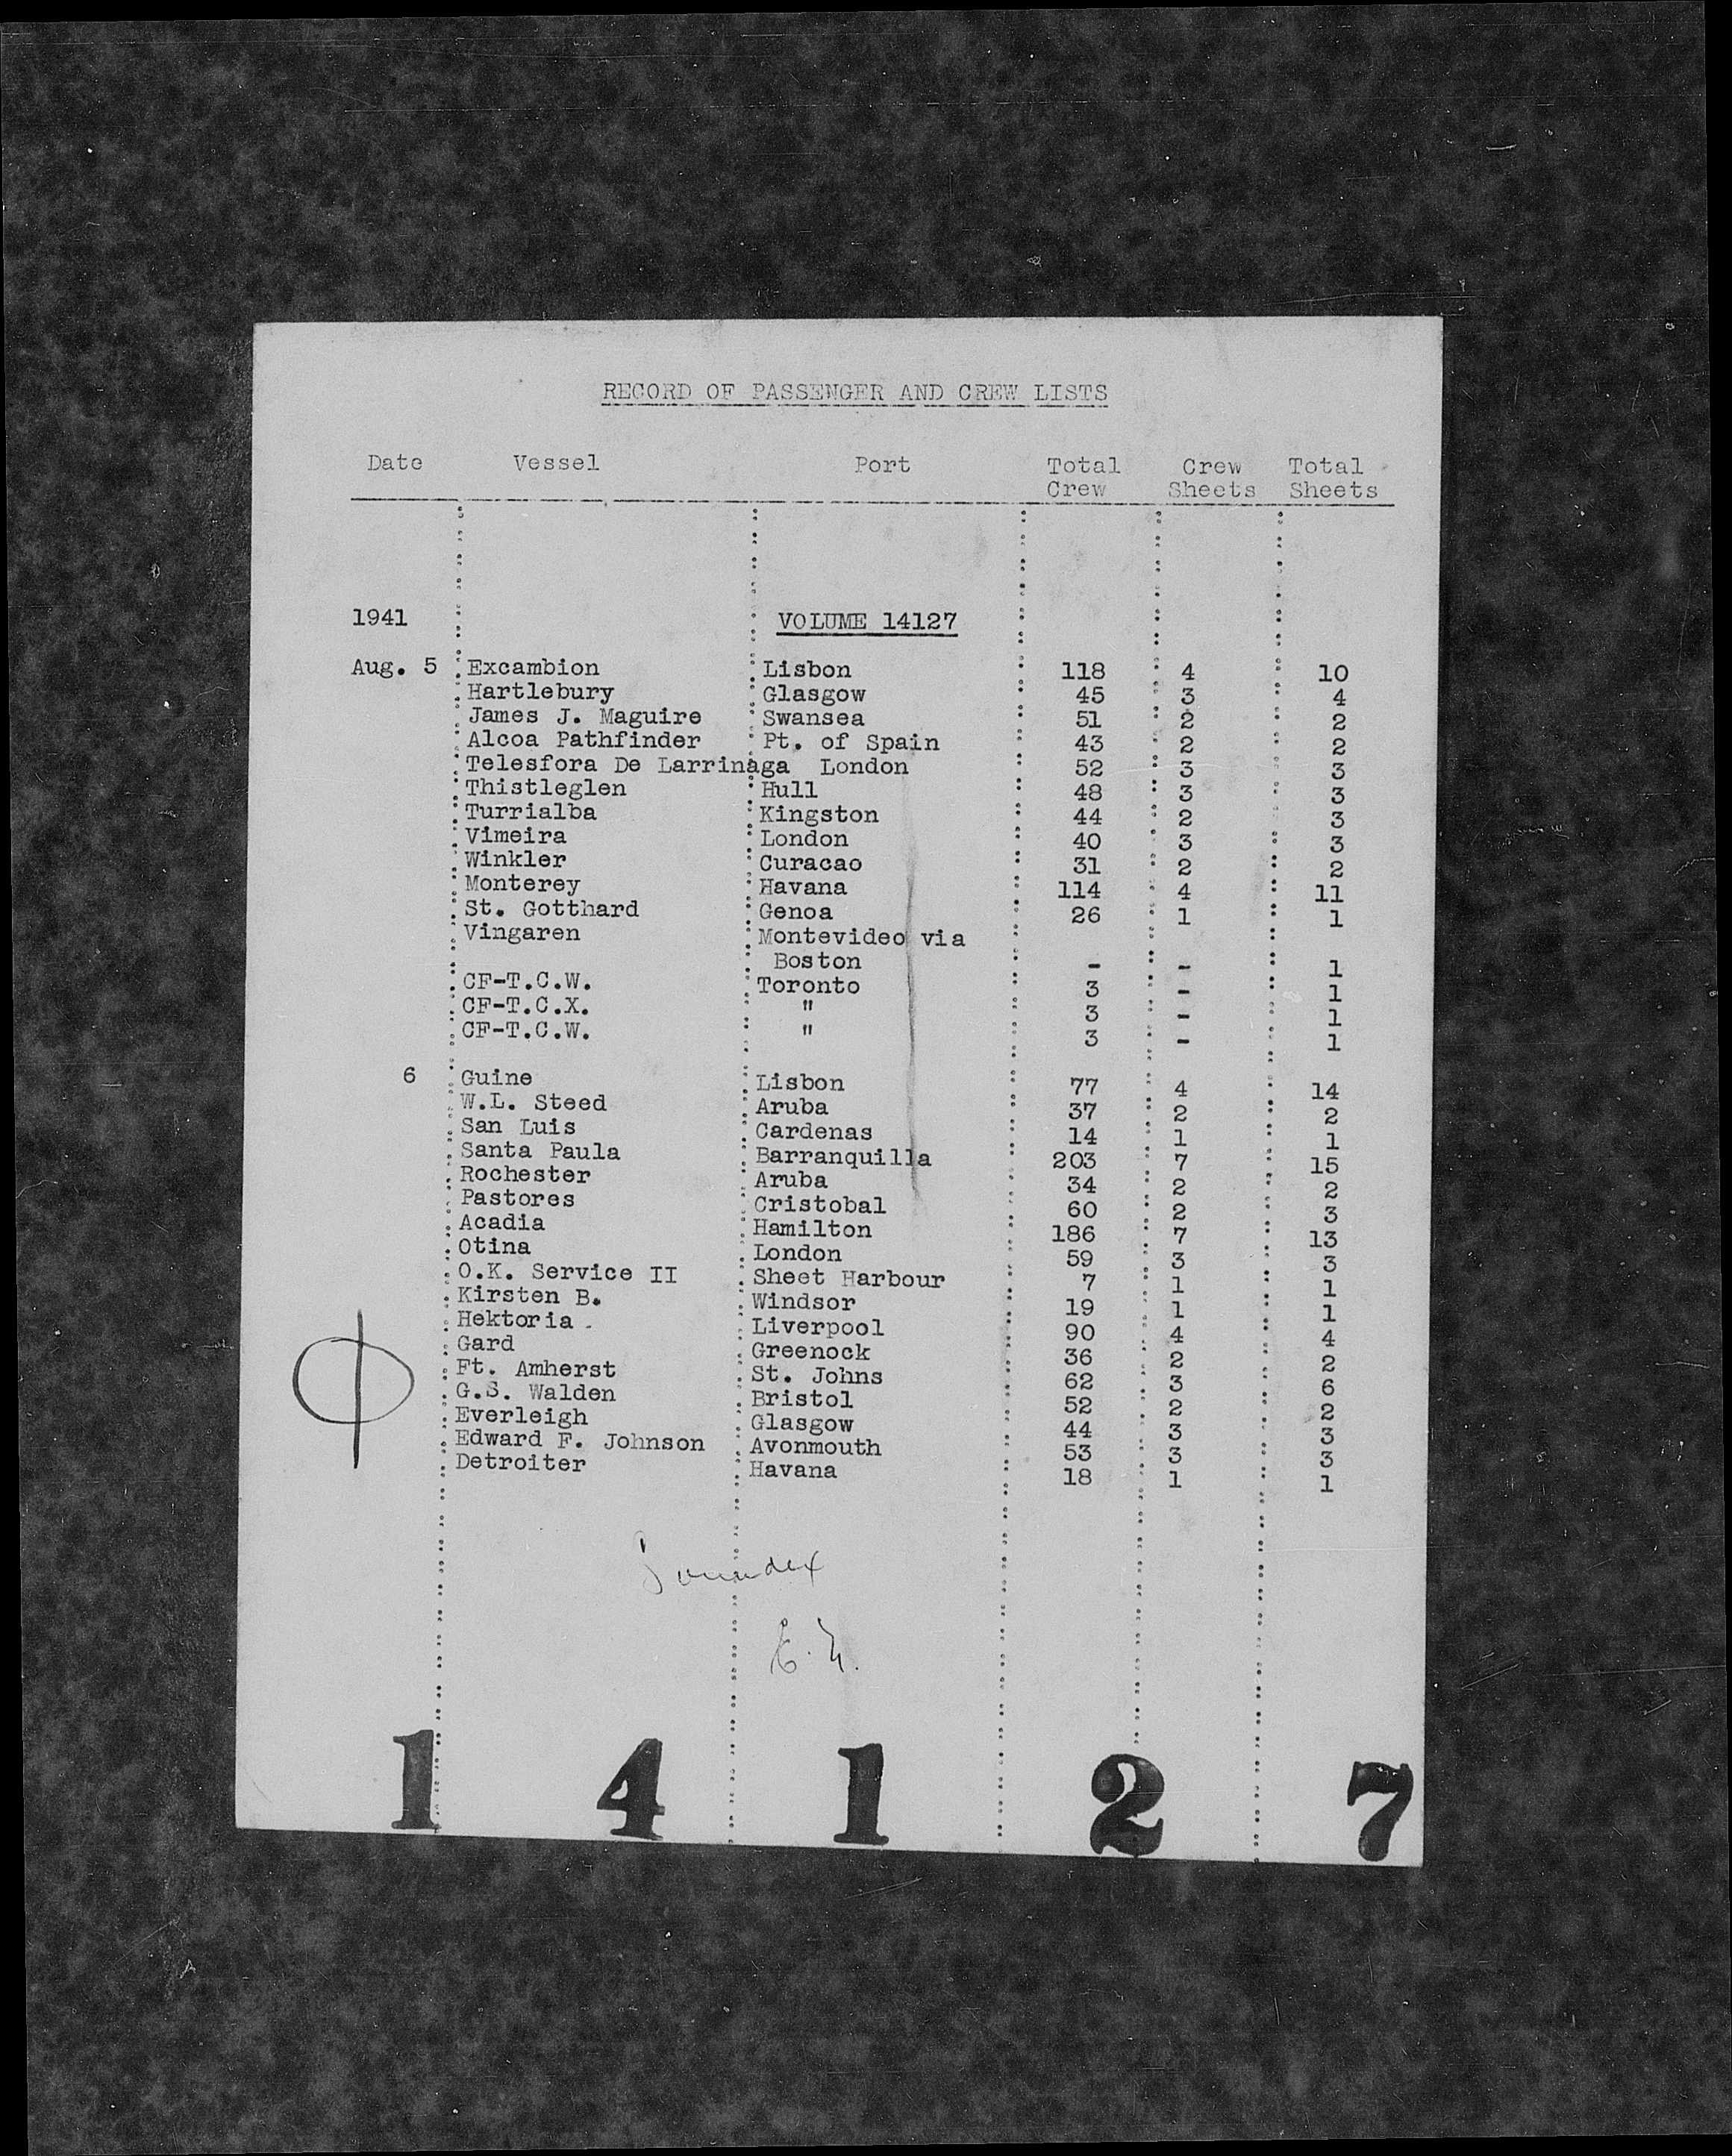 RECORD OF PASSENGER AND CREW LISTS
Date Vessel Port Total Crew Crew Sheets Total Sheets
1941 VOLUME 14127
Aug. 5 Excambion Lisbon 118 4 10
Hartlebury Glasgow 45 3 4
James J. Maguire Swansea 51 2 2
Alcoa Pathfinder Pt. of Spain 43 2 2
Telesfora De Larrinaga London 52 3 3
Thistleglen Hull 48 3 3
Turrialba Kingston 44 2 3
Vimeira London 40 3 3
Winkler Curacao 31 2 2
Monterey Havana 114 4 11
St. Gotthard Genoa 26 1 1
Vingaren Montevideo via
Boston - - 1
CF-T.C.W. Toronto 3 - 1
CF-T.C.X. " 3 - 1
CF-T.C.W. " 3 - 1
6 Guine Lisbon 77 4 14
W.L. Steed Aruba 37 2 2
San Luis Cardenas 14 1 1
Santa Paula Barranquilla 203 7 15
Rochester Aruba 34 2 2
Pastores Cristobal 60 2 3
Acadia Hamilton 186 7 13
Otina London 59 3 3
O.K. Service II Sheet Harbour 7 1 1
Kirsten B. Windsor 19 1 1
Hektoria Liverpool 90 4 4
Gard Greenock 36 2 2
Ft. Amherst St. Johns 62 3 6
G.S. Walden Bristol 52 2 2
Everleigh Glasgow 44 3 3
Edward F. Johnson Avonmouth 53 3 3
Detroiter Havana 18 1 1
Soundex
1 4 1 2 7